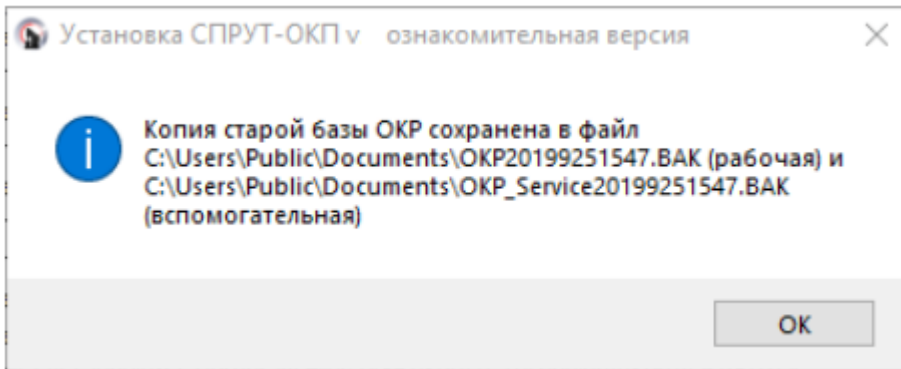 Установка СПРУТ-ОКП v ознакомительная версия
Копия старой базы OKP сохранена в файл
C:\Users\Public\Documents\OKP20199251547.BAK (рабочая) и
C:\Users\Public\Documents\OKP_Service20199251547.BAK
(вспомогательная)
OK